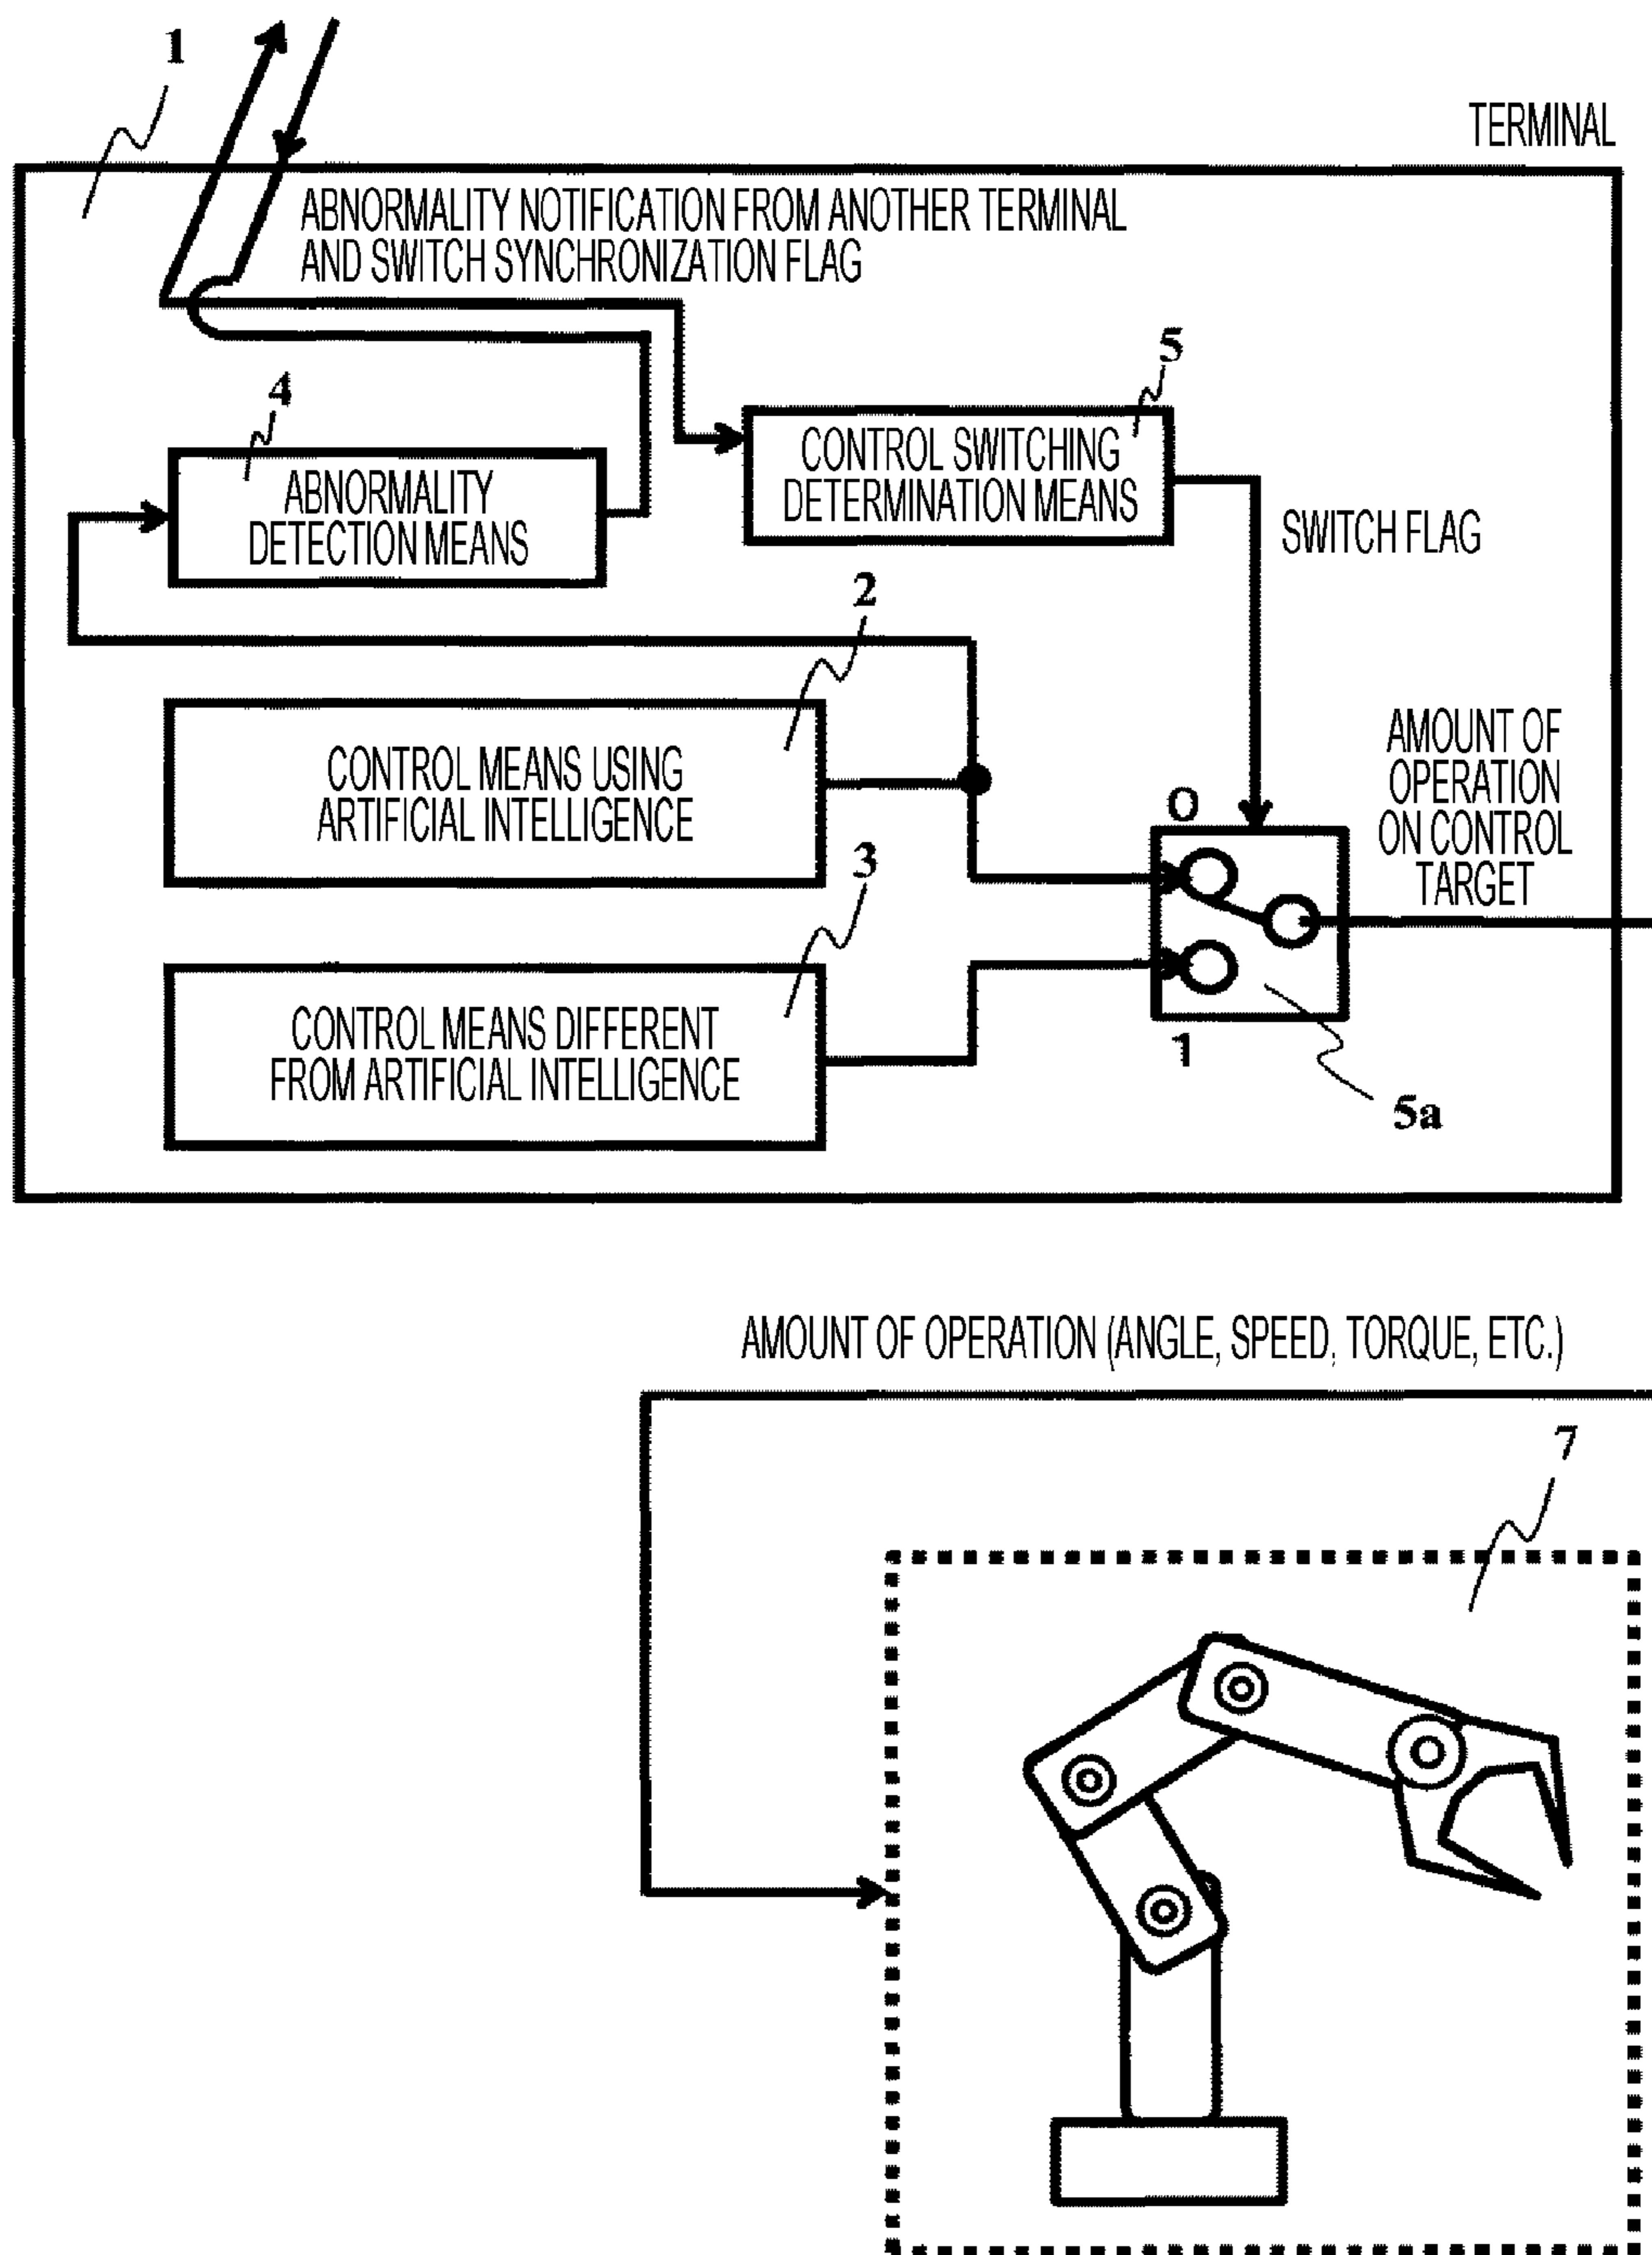 1
TERMINAL
ABNORMALITY NOTIFICATION FROM ANOTHER TERMINAL
AND SWITCH SYNCHRONIZATION FLAG
4
ABNORMALITY
DETECTION MEANS
5
CONTROL SWITCHING
DETERMINATION MEANS
SWITCH FLAG
2
CONTROL MEANS USING
ARTIFICIAL INTELLIGENCE
3
CONTROL MEANS DIFFERENT
FROM ARTIFICIAL INTELLIGENCE
0
1
5a
AMOUNT OF
OPERATION
ON CONTROL
TARGET
AMOUNT OF OPERATION (ANGLE, SPEED, TORQUE, ETC.)
7